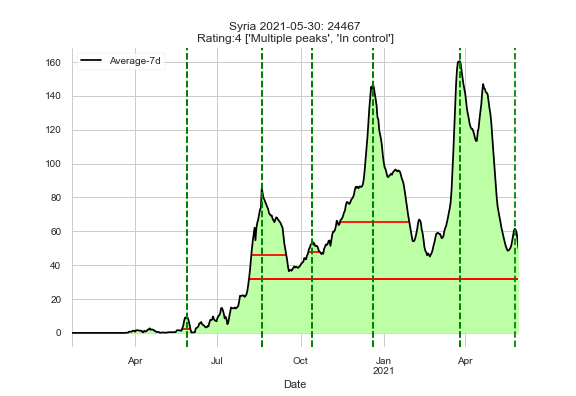 Syria 2021-05-30: 24467
Rating:4 ['Multiple peaks', 'In control']
Average-7d
160
140
120
100
80
60
40
20
0
Apr
Jul
Oct
Jan
2021
Apr
Date